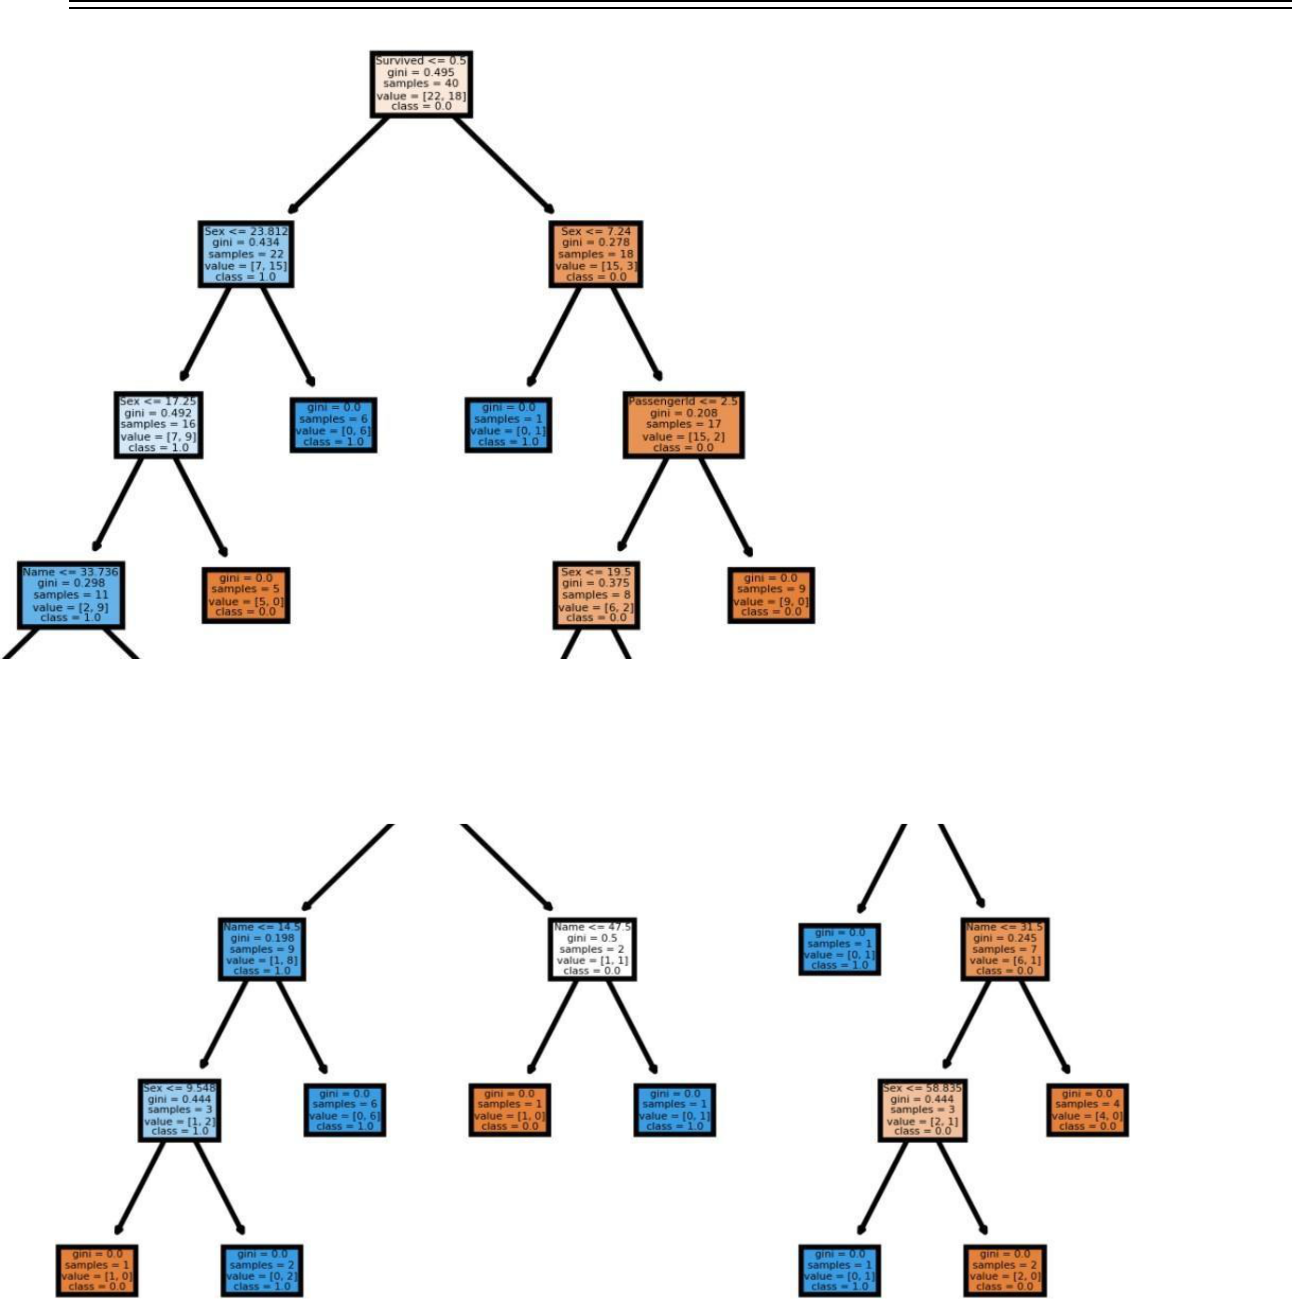 Survived <= 0.5
gini = 0.495
samples = 40
value = [22, 18]
class = 0.0
Sex <= 23.812
gini = 0.434
samples = 22
value = [7, 15]
class = 1.0
Sex <= 7.24
gini = 0.278
samples = 18
value = [15, 3]
class = 0.0
Sex <= 17.25
gini = 0.492
samples = 16
value = [7, 9]
class = 1.0
gini = 0.0
samples = 6
value = [0, 6]
class = 1.0
gini = 0.0
samples = 1
value = [0, 1]
class = 1.0
PassengerId <= 2.5
gini = 0.208
samples = 17
value = [15, 2]
class = 0.0
Name <= 33.736
gini = 0.298
samples = 11
value = [2, 9]
class = 1.0
gini = 0.0
samples = 5
value = [5, 0]
class = 0.0
Sex <= 19.5
gini = 0.375
samples = 8
value = [6, 2]
class = 0.0
gini = 0.0
samples = 9
value = [9, 0]
class = 0.0
Name <= 14.5
gini = 0.198
samples = 9
value = [1, 8]
class = 1.0
Name <= 47.5
gini = 0.5
samples = 2
value = [1, 1]
class = 0.0
gini = 0.0
samples = 1
value = [0, 1]
class = 1.0
Name <= 31.5
gini = 0.245
samples = 7
value = [6, 1]
class = 0.0
Sex <= 9.548
gini = 0.444
samples = 3
value = [1, 2]
class = 1.0
gini = 0.0
samples = 6
value = [0, 6]
class = 1.0
gini = 0.0
samples = 1
value = [1, 0]
class = 0.0
gini = 0.0
samples = 1
value = [0, 1]
class = 1.0
Sex <= 58.835
gini = 0.444
samples = 3
value = [2, 1]
class = 0.0
gini = 0.0
samples = 4
value = [4, 0]
class = 0.0
gini = 0.0
samples = 1
value = [1, 0]
class = 0.0
gini = 0.0
samples = 2
value = [0, 2]
class = 1.0
gini = 0.0
samples = 1
value = [0, 1]
class = 1.0
gini = 0.0
samples = 2
value = [2, 0]
class = 0.0